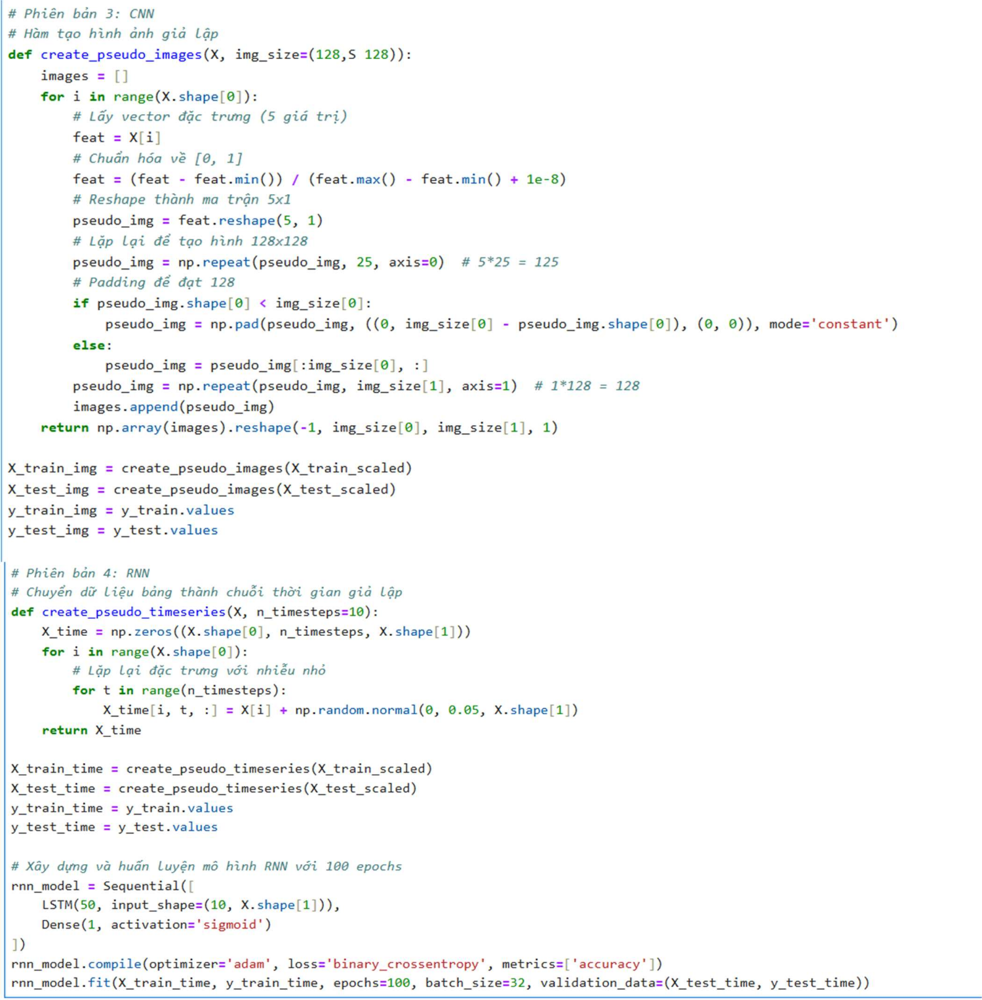 # Phiên bản 3: CNN
# Hàm tạo hình ảnh giả lập
def create_pseudo_images(X, img_size=(128,S 128)):
    images = []
    for i in range(X.shape[0]):
        # Lấy vector đặc trưng (5 giá trị)
        feat = X[i]
        # Chuẩn hóa về [0, 1]
        feat = (feat - feat.min()) / (feat.max() - feat.min() + 1e-8)
        # Reshape thành ma trận 5x1
        pseudo_img = feat.reshape(5, 1)
        # Lặp lại để tạo hình 128x128
        pseudo_img = np.repeat(pseudo_img, 25, axis=0)  # 5*25 = 125
        # Padding để đạt 128
        if pseudo_img.shape[0] < img_size[0]:
            pseudo_img = np.pad(pseudo_img, ((0, img_size[0] - pseudo_img.shape[0]), (0, 0)), mode='constant')
        else:
            pseudo_img = pseudo_img[:img_size[0], :]
        pseudo_img = np.repeat(pseudo_img, img_size[1], axis=1)  # 1*128 = 128
        images.append(pseudo_img)
    return np.array(images).reshape(-1, img_size[0], img_size[1], 1)

X_train_img = create_pseudo_images(X_train_scaled)
X_test_img = create_pseudo_images(X_test_scaled)
y_train_img = y_train.values
y_test_img = y_test.values

# Phiên bản 4: RNN
# Chuyển dữ liệu bảng thành chuỗi thời gian giả lập
def create_pseudo_timeseries(X, n_timesteps=10):
    X_time = np.zeros((X.shape[0], n_timesteps, X.shape[1]))
    for i in range(X.shape[0]):
        # Lặp lại đặc trưng với nhiễu nhỏ
        for t in range(n_timesteps):
            X_time[i, t, :] = X[i] + np.random.normal(0, 0.05, X.shape[1])
    return X_time

X_train_time = create_pseudo_timeseries(X_train_scaled)
X_test_time = create_pseudo_timeseries(X_test_scaled)
y_train_time = y_train.values
y_test_time = y_test.values

# Xây dựng và huấn luyện mô hình RNN với 100 epochs
rnn_model = Sequential([
    LSTM(50, input_shape=(10, X.shape[1])),
    Dense(1, activation='sigmoid')
])
rnn_model.compile(optimizer='adam', loss='binary_crossentropy', metrics=['accuracy'])
rnn_model.fit(X_train_time, y_train_time, epochs=100, batch_size=32, validation_data=(X_test_time, y_test_time))